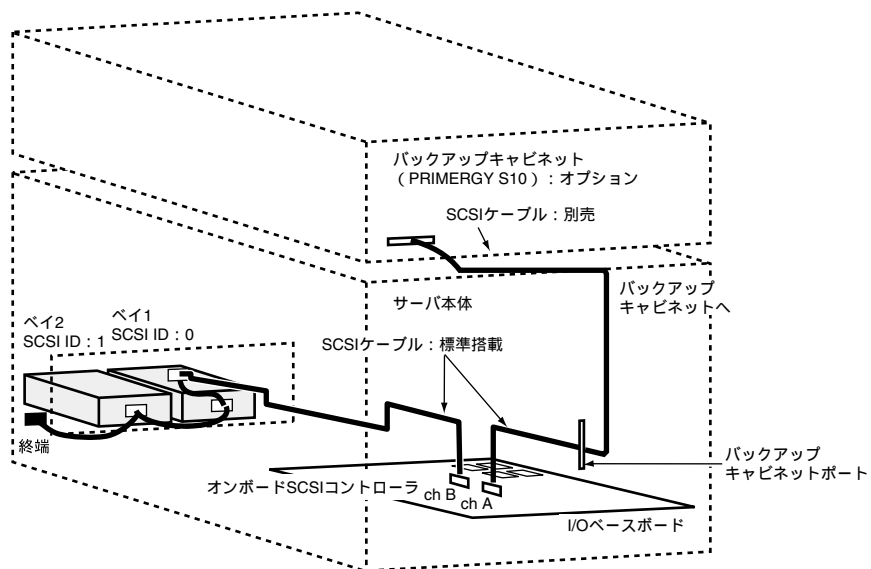 バックアップキャビネット
（PRIMERGY S10）：オプション
SCSIケーブル：別売
バックアップ
キャビネットへ
サーバ本体
ベイ2
SCSI ID：1
ベイ1
SCSI ID：0
SCSIケーブル：標準搭載
終端
バックアップ
キャビネットポート
オンボードSCSIコントローラ
ch B
ch A
I/Oベースボード